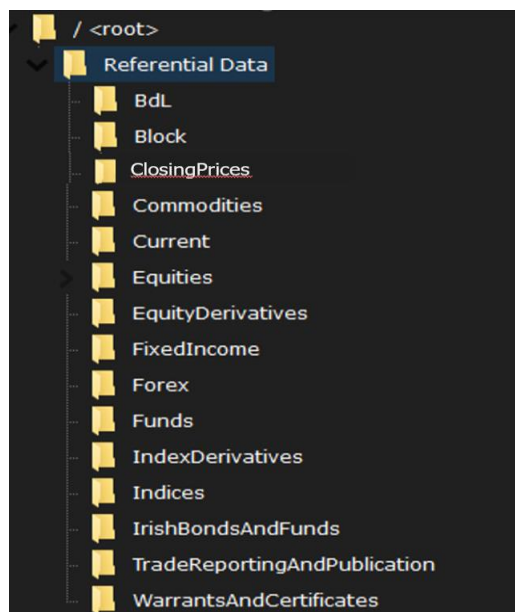 / <root>
Referential Data
BdL
Block
ClosingPrices
Commodities
Current
Equities
EquityDerivatives
FixedIncome
Forex
Funds
IndexDerivatives
Indices
IrishBondsAndFunds
TradeReportingAndPublication
WarrantsAndCertificates